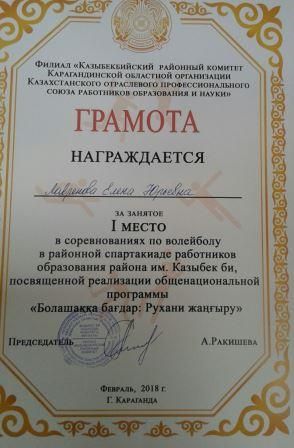 ФИЛИАЛ «КАЗЫБЕКБИЙСКИЙ РАЙОННЫЙ КОМИТЕТ
КАРАГАНДИНСКОЙ ОБЛАСТНОЙ ОРГАНИЗАЦИИ
КАЗАХСТАНСКОГО ОТРАСЛЕВОГО ПРОФЕССИОНАЛЬНОГО
СОЮЗА РАБОТНИКОВ ОБРАЗОВАНИЯ И НАУКИ»
ГРАМОТА
НАГРАЖДАЕТСЯ
Елена Юрьевна
ЗА ЗАНЯТОЕ
I МЕСТО
в соревнованиях по волейболу
в районной спартакиаде работников
образования района им. Казыбек би,
посвященной реализации общенациональной
программы
«Болашаққа бағдар: Рухани жаңғыру»
Председатель А.Ракишева
ФЕВРАЛЬ, 2018 г.
Г. КАРАГАНДА